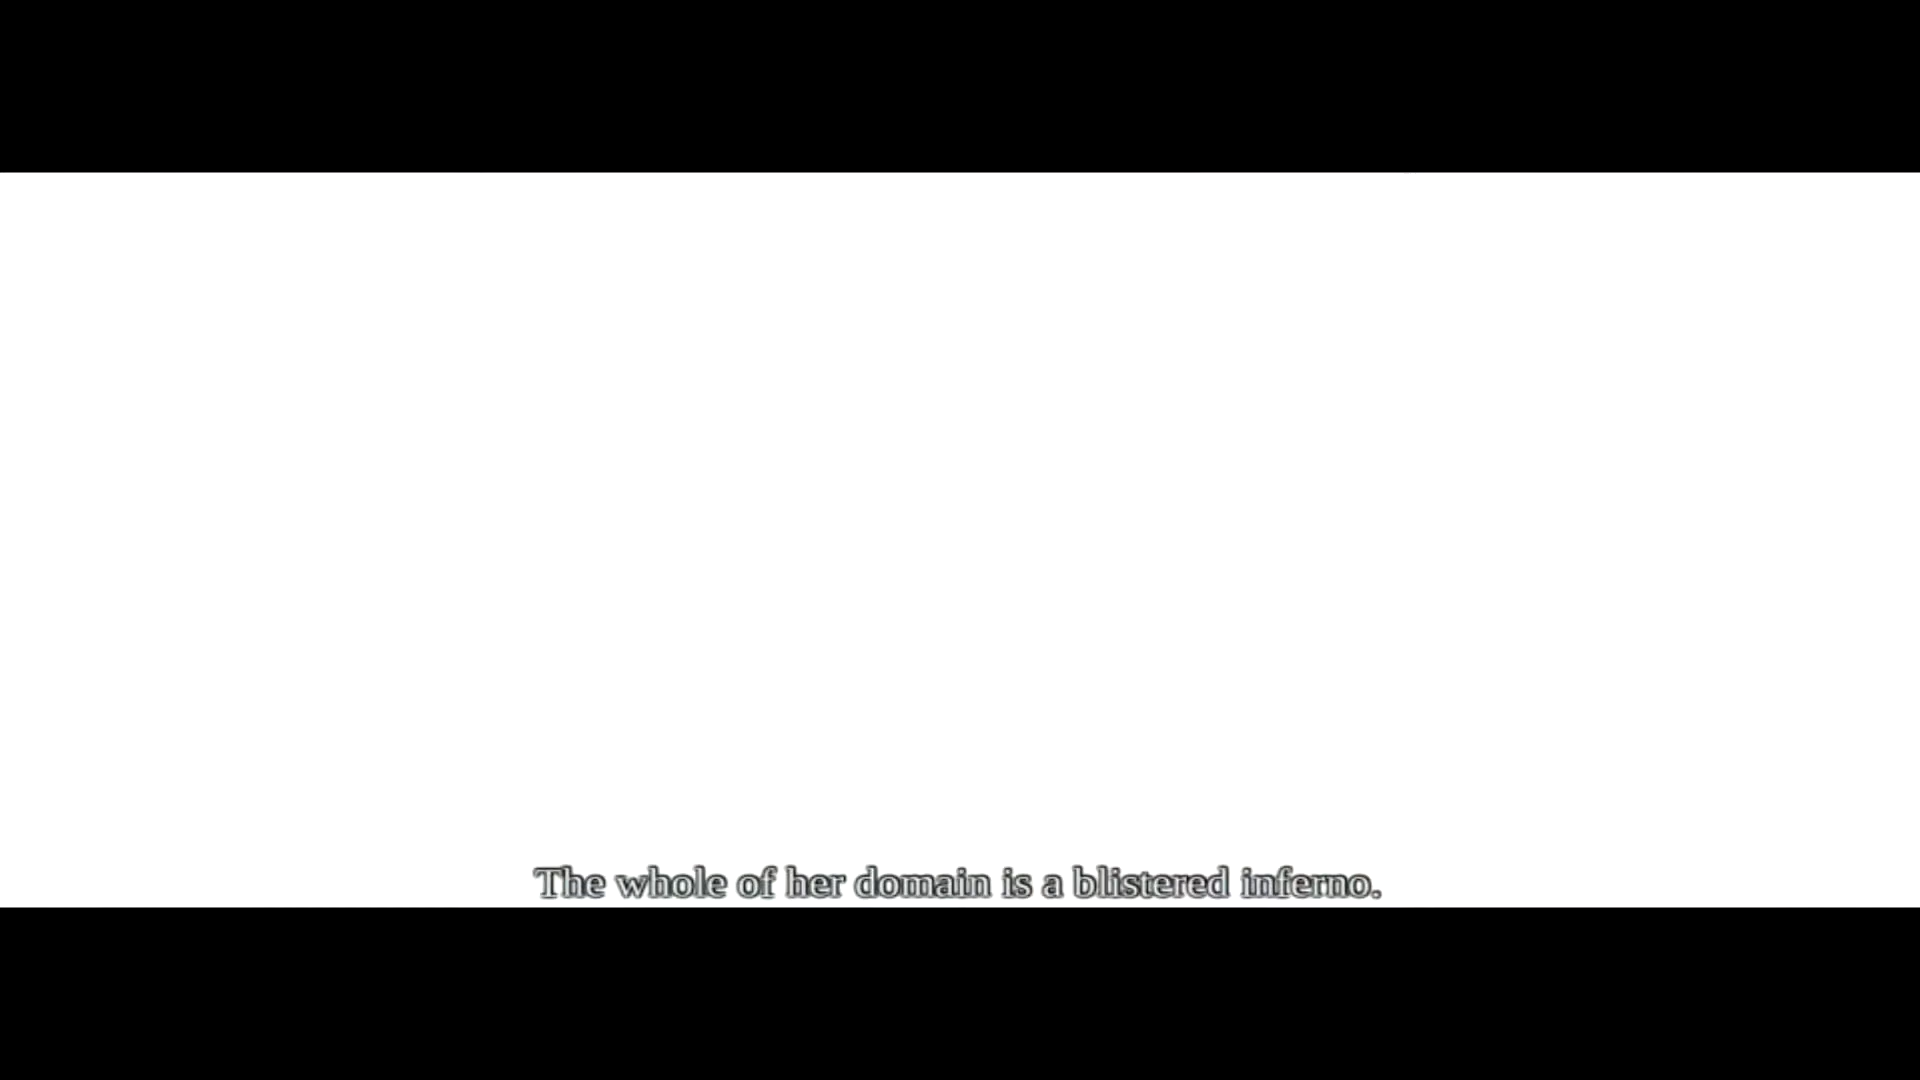 The whole of her domain is a blistered inferno.